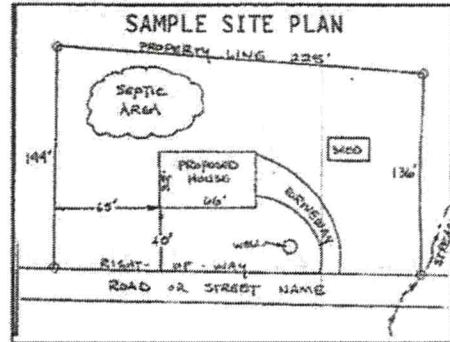 SAMPLE SITE PLAN
PROPERTY LINE 225'
SEPTIC
AREA
144'
PROPOSED
HOUSE
SHED
136'
DRIVEWAY
65'
66'
40'
WELL
STREAM
RIGHT-OF-WAY
ROAD OR STREET NAME